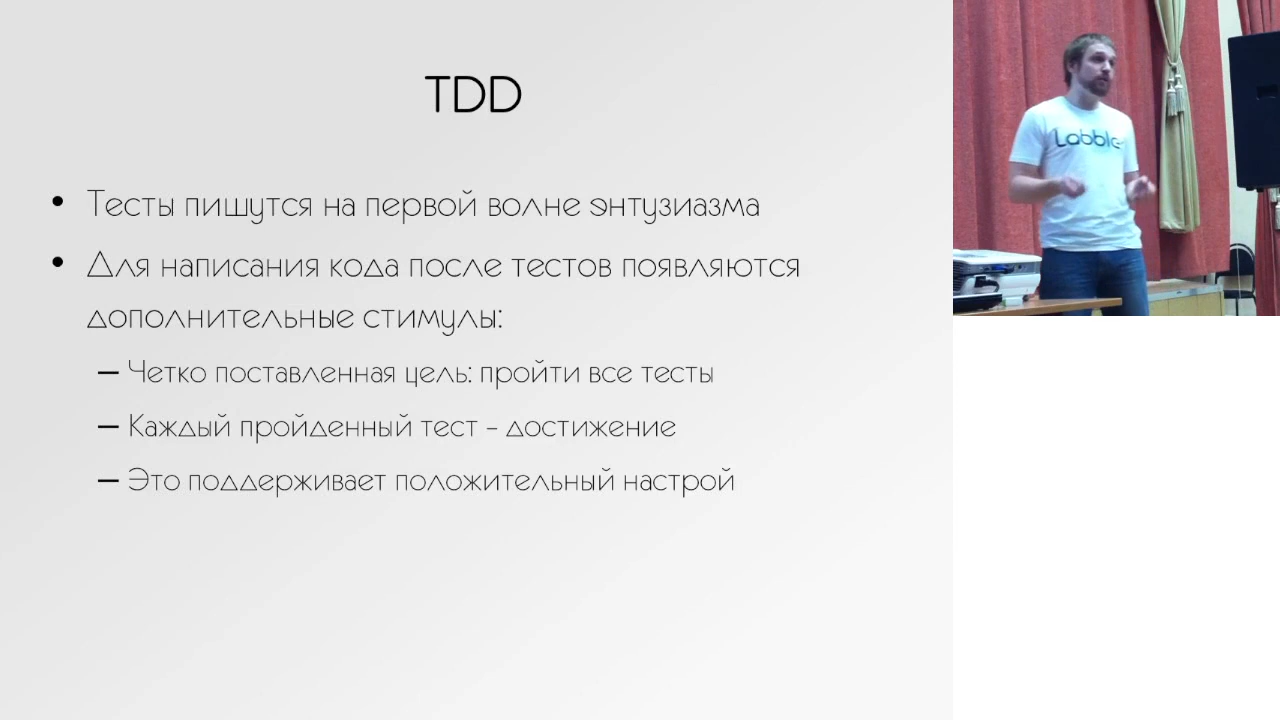 TDD
• Тесты пишутся на первой волне энтузиазма
• Для написания кода после тестов появляются
дополнительные стимулы:
– Четко поставленная цель: пройти все тесты
– Каждый пройденный тест – достижение
– Это поддерживает положительный настрой
Labble